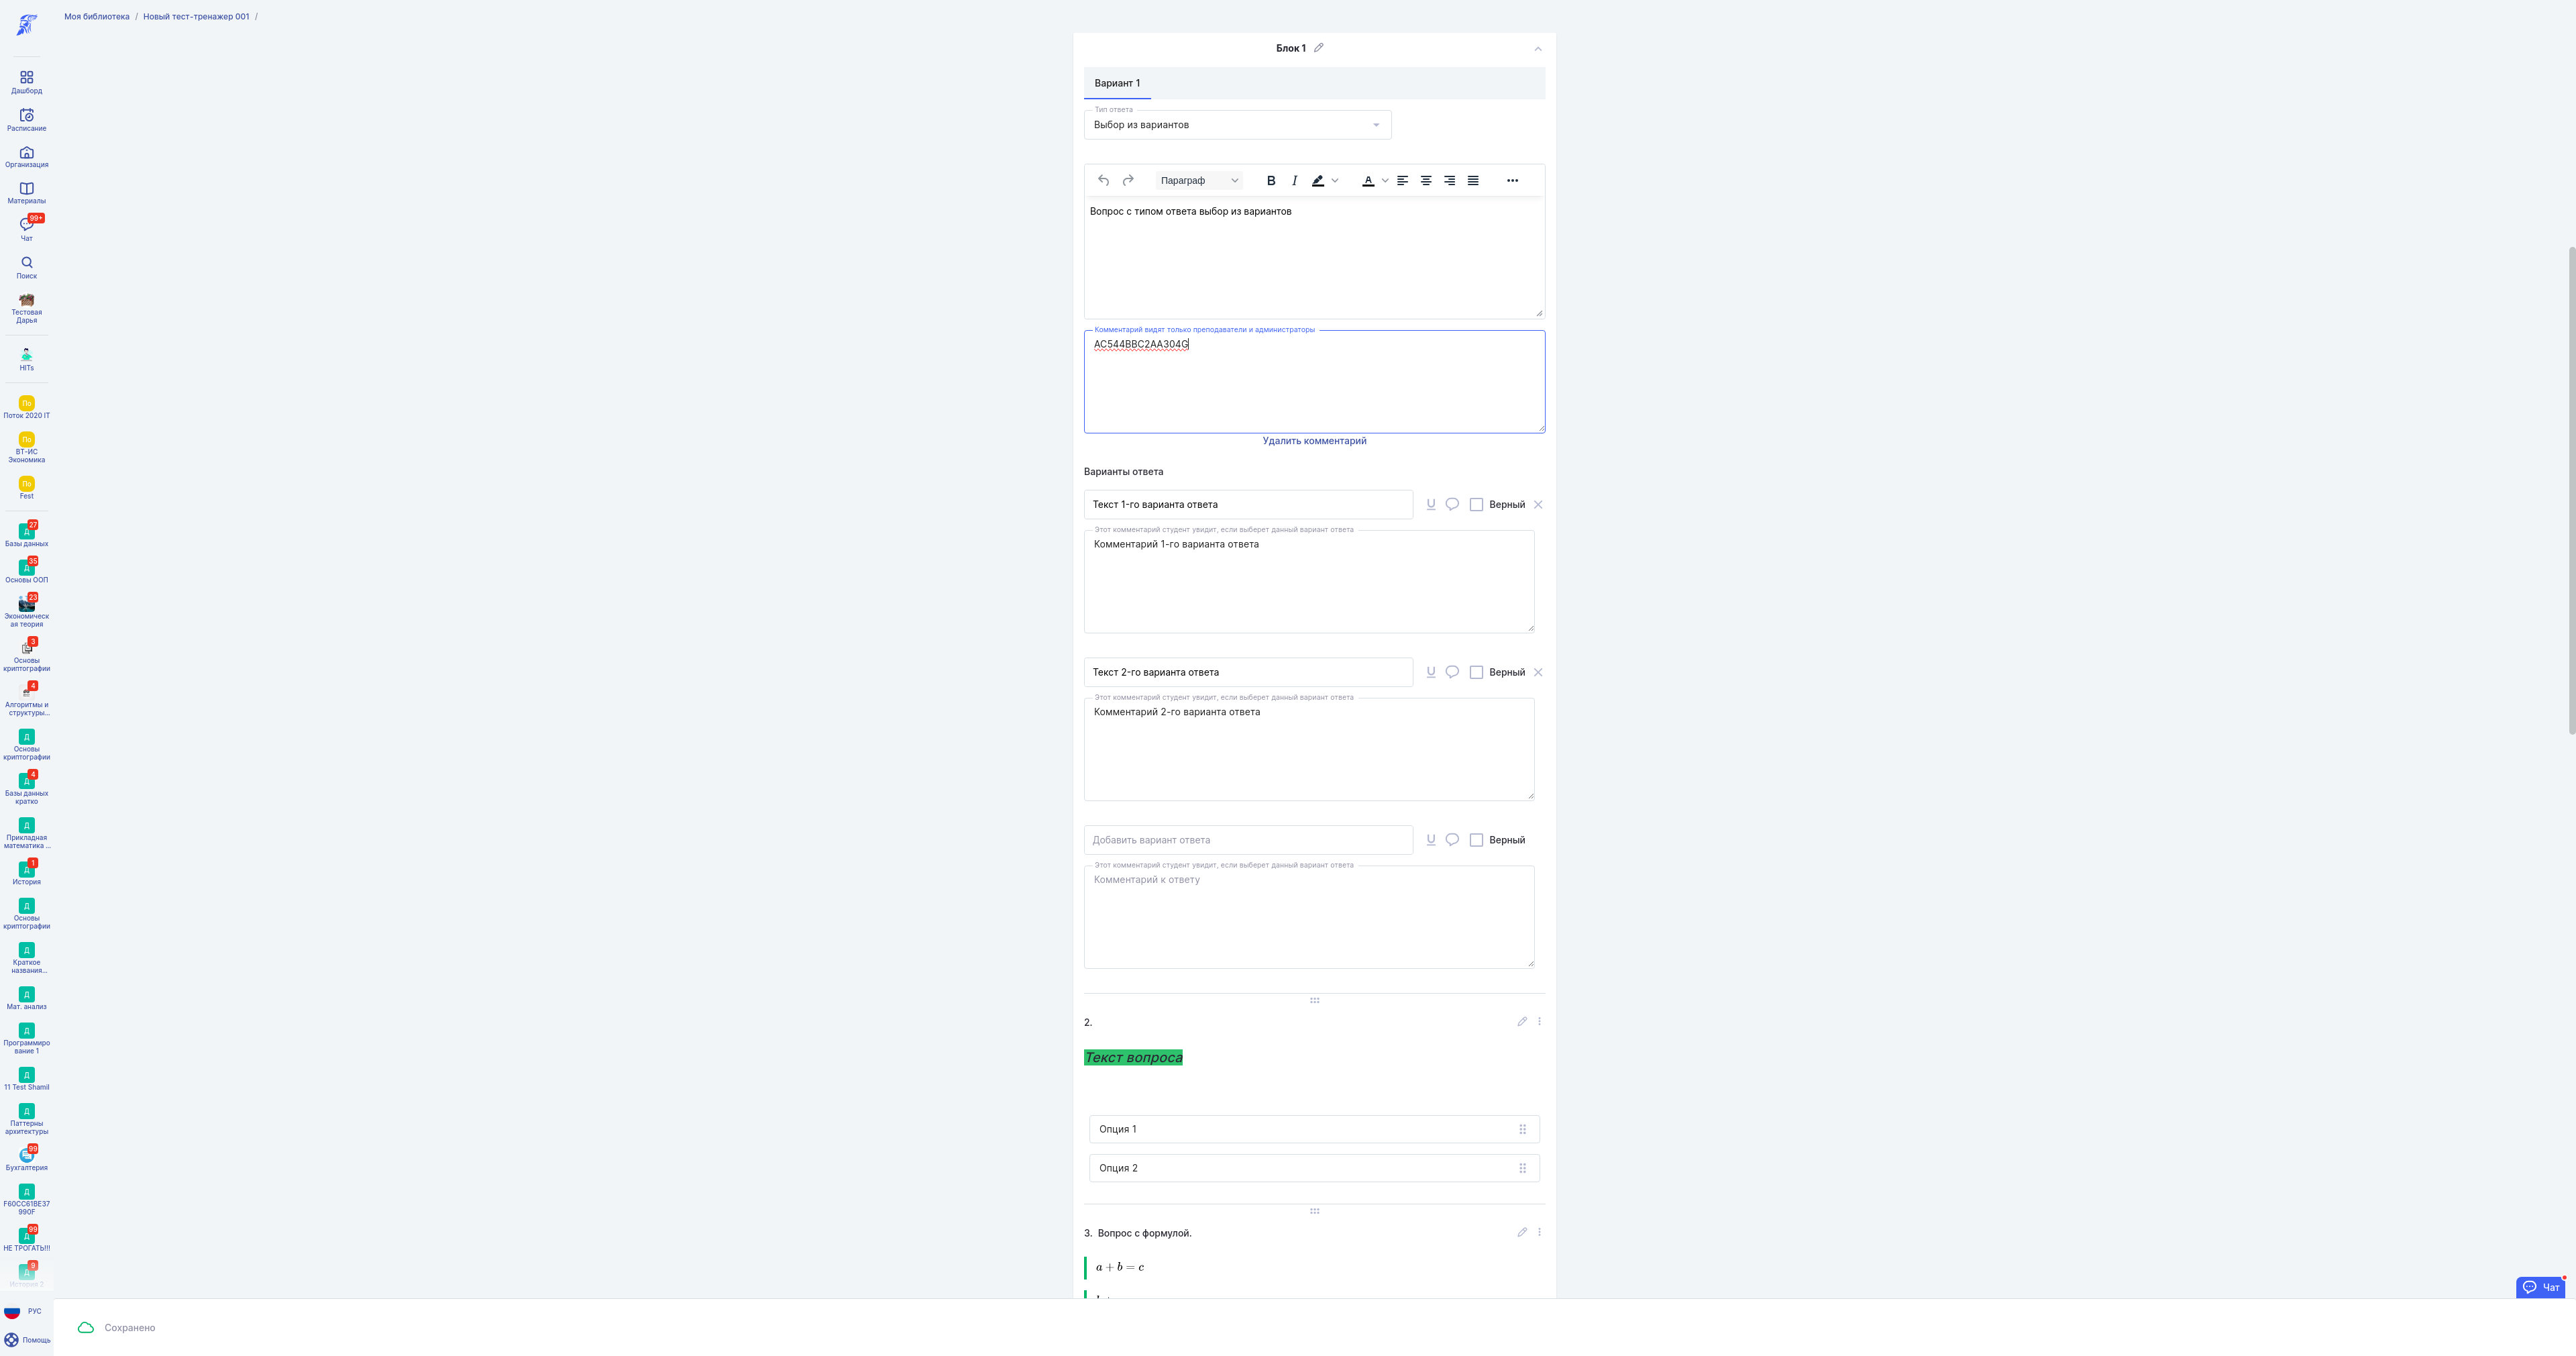 Моя библиотека / Новый тест-тренажер 001 /
Дашборд
Расписание
Организация
Материалы
99+
Чат
Поиск
Тестовая
Дарья
HITs
По
Поток 2020 IT
По
ВТ-ИС
Экономика
По
Fest
27
Д
Базы данных
35
Д
Основы ООП
23
Экономическ
ая теория
3
Основы
криптографии
4
Алгоритмы и
структуры...
Д
Основы
криптографии
4
Д
Базы данных
кратко
Д
Прикладная
математика ...
1
Д
История
Д
Основы
криптографии
Д
Краткое
названия...
Д
Мат. анализ
Д
Программиро
вание 1
Д
11 Test Shamil
Д
Паттерны
архитектуры
99
Бухгалтерия
Д
F60CC61BE37
990F
99
Д
НЕ ТРОГАТЬ!!!
9
Д
История 2
РУС
Помощь
Блок 1
Вариант 1
Тип ответа
Выбор из вариантов
Параграф
B I A
Вопрос с типом ответа выбор из вариантов
Комментарий видят только преподаватели и администраторы
AC544BBC2AA304G
Удалить комментарий
Варианты ответа
Текст 1-го варианта ответа U Верный
Этот комментарий студент увидит, если выберет данный вариант ответа
Комментарий 1-го варианта ответа
Текст 2-го варианта ответа U Верный
Этот комментарий студент увидит, если выберет данный вариант ответа
Комментарий 2-го варианта ответа
Добавить вариант ответа U Верный
Этот комментарий студент увидит, если выберет данный вариант ответа
Комментарий к ответу
2.
Текст вопроса
Опция 1
Опция 2
3. Вопрос с формулой.
a + b = c
Чат
Сохранено